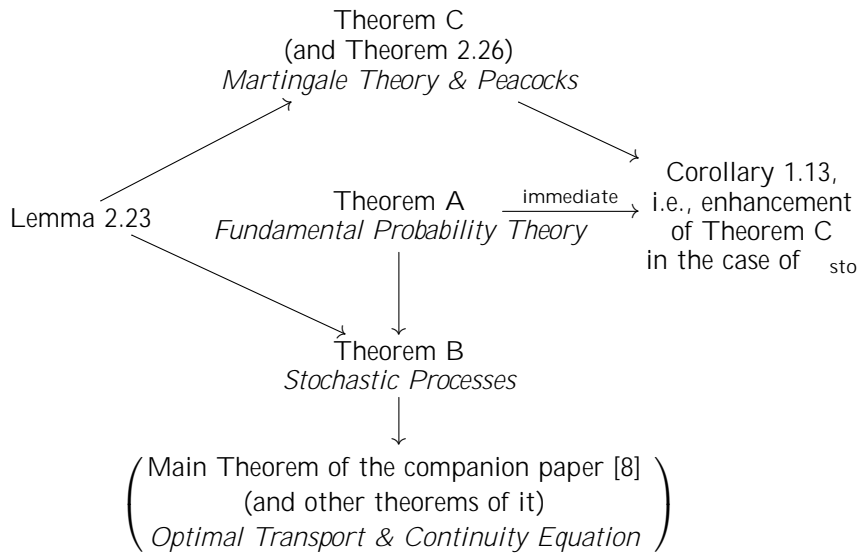 Theorem C
(and Theorem 2.26)
Martingale Theory & Peacocks
Lemma 2.23
Theorem A
Fundamental Probability Theory
immediate
Corollary 1.13,
i.e., enhancement
of Theorem C
in the case of sto
Theorem B
Stochastic Processes
(Main Theorem of the companion paper [8]
(and other theorems of it)
Optimal Transport & Continuity Equation)